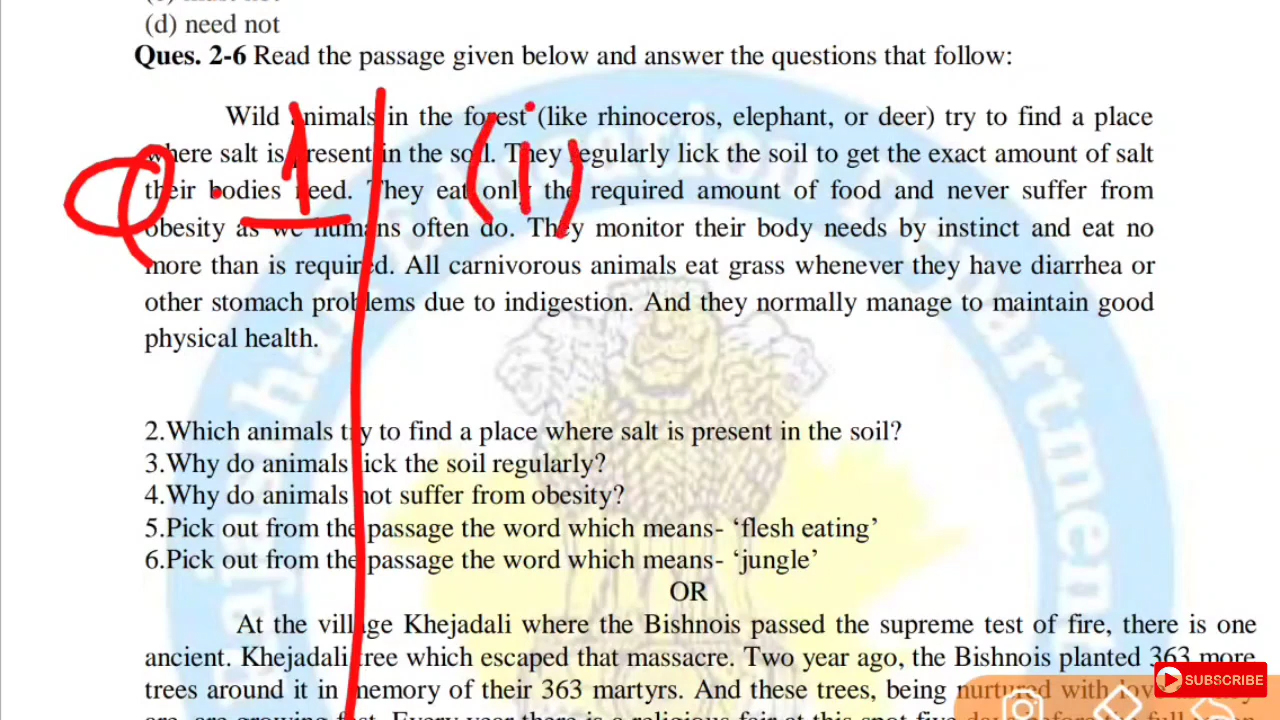 (d) need not
Ques. 2-6 Read the passage given below and answer the questions that follow:
Wild animals in the forest (like rhinoceros, elephant, or deer) try to find a place
where salt is present in the soil. They regularly lick the soil to get the exact amount of salt
their bodies need. They eat only the required amount of food and never suffer from
obesity as we humans often do. They monitor their body needs by instinct and eat no
more than is required. All carnivorous animals eat grass whenever they have diarrhea or
other stomach problems due to indigestion. And they normally manage to maintain good
physical health.
Q. 1 (1)
2.Which animals try to find a place where salt is present in the soil?
3.Why do animals lick the soil regularly?
4.Why do animals not suffer from obesity?
5.Pick out from the passage the word which means- ‘flesh eating’
6.Pick out from the passage the word which means- ‘jungle’
OR
At the village Khejadali where the Bishnois passed the supreme test of fire, there is one
ancient. Khejadali tree which escaped that massacre. Two year ago, the Bishnois planted 363 more
trees around it in memory of their 363 martyrs. And these trees, being nurtured with
SUBSCRIBE
Rajasthan Education Department